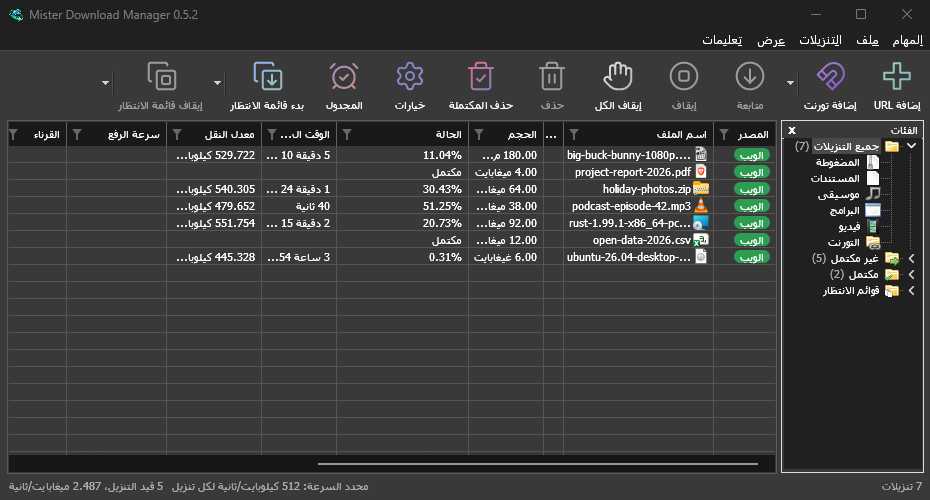 Mister Download Manager 0.5.2
المهام ملف التنزيلات عرض تعليمات
إضافة URL إضافة تورنت متابعة إيقاف إيقاف الكل حذف حذف المكتملة خيارات المجدول بدء قائمة الانتظار إيقاف قائمة الانتظار
الفئات x
جميع التنزيلات (7)
المضغوطة
المستندات
موسيقى
البرامج
فيديو
التورنت
غير مكتمل (5)
مكتمل (2)
قوائم الانتظار
المصدر اسم الملف ... الحجم الحالة الوقت ال... معدل النقل سرعة الرفع القرناء
الويب big-buck-bunny-1080p.... 180.00 م... 11.04% 5 دقيقة 10 ... 529.722 كيلوبا...
الويب project-report-2026.pdf 4.00 ميغابايت مكتمل
الويب holiday-photos.zip 64.00 ميغا... 30.43% 1 دقيقة 24 ... 540.305 كيلوبا...
الويب podcast-episode-42.mp3 38.00 ميغا... 51.25% 40 ثانية 479.652 كيلوبا...
الويب rust-1.99.1-x86_64-pc... 92.00 ميغا... 20.73% 2 دقيقة 15 ... 551.754 كيلوبا...
الويب open-data-2026.csv 12.00 ميغا... مكتمل
الويب ubuntu-26.04-desktop-... 6.00 غيغابايت 0.31% 3 ساعة 54 ... 445.328 كيلوبا...
7 تنزيلات
محدد السرعة: 512 كيلوبايت/ثانية لكل تنزيل 5 قيد التنزيل، 2.487 ميغابايت/ثانية